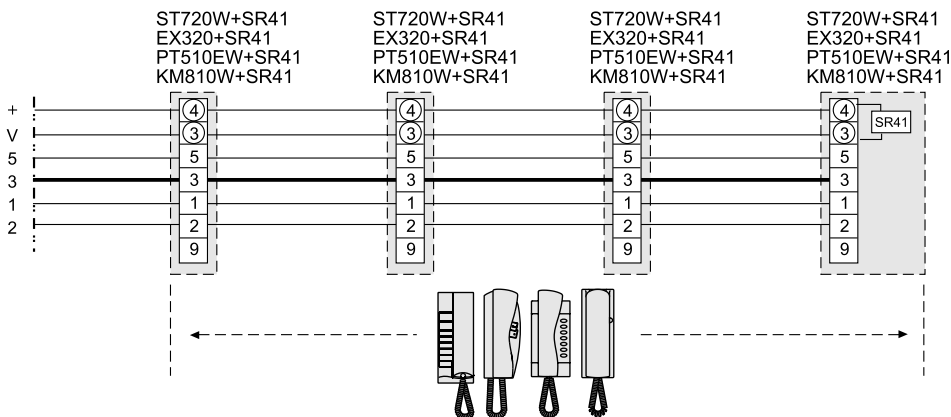 ST720W+SR41 ST720W+SR41 ST720W+SR41 ST720W+SR41
EX320+SR41 EX320+SR41 EX320+SR41 EX320+SR41
PT510EW+SR41 PT510EW+SR41 PT510EW+SR41 PT510EW+SR41
KM810W+SR41 KM810W+SR41 KM810W+SR41 KM810W+SR41
+ 4 4 4 4
SR41
V 3 3 3 3
5 5 5 5 5
3 3 3 3 3
1 1 1 1 1
2 2 2 2 2
9 9 9 9